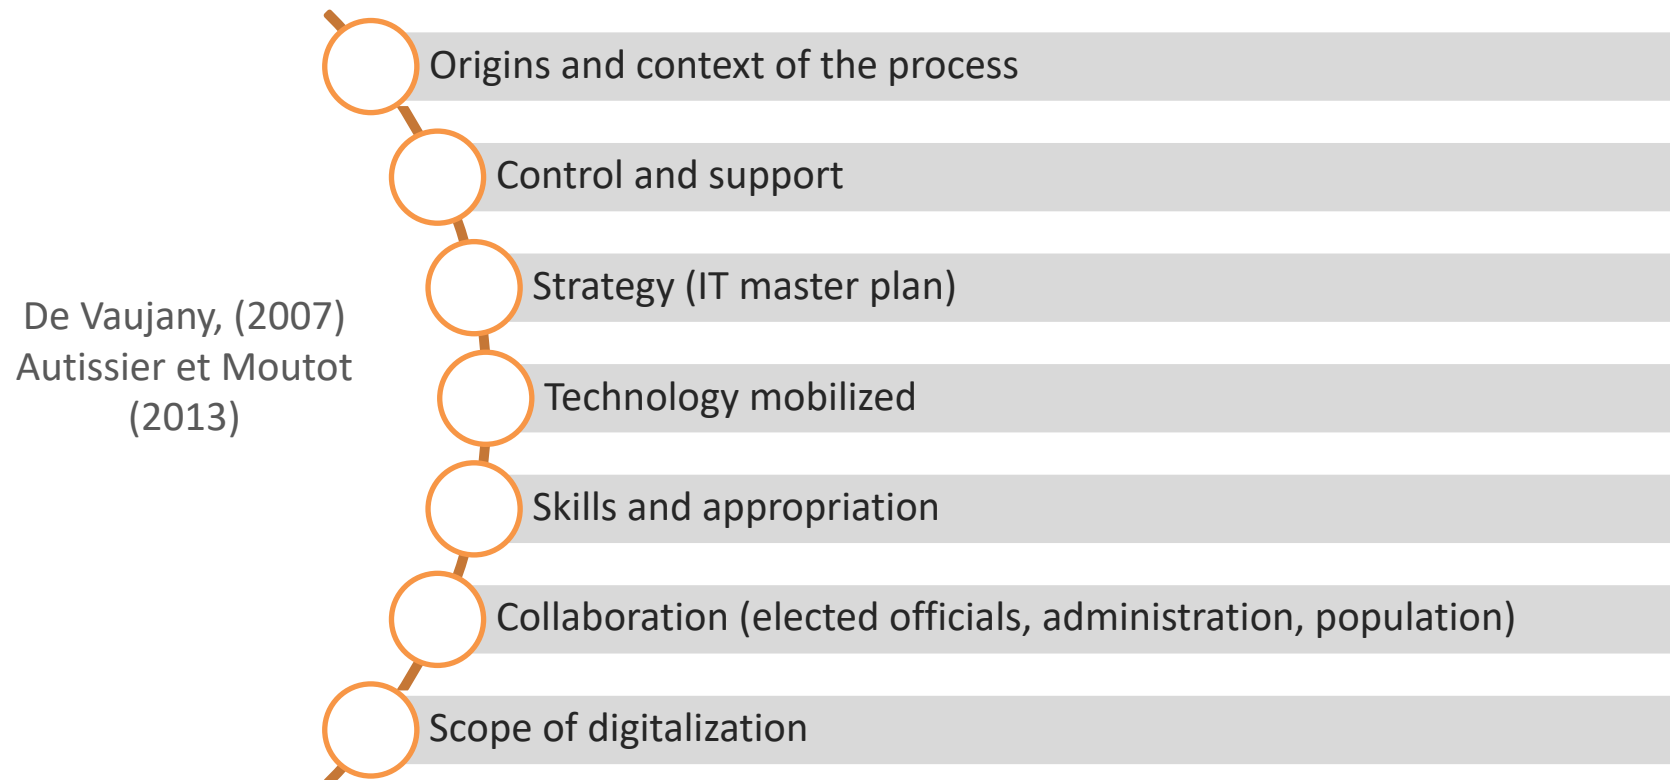 Origins and context of the process
Control and support
Strategy (IT master plan)
De Vaujany, (2007)
Autissier et Moutot
(2013)
Technology mobilized
Skills and appropriation
Collaboration (elected officials, administration, population)
Scope of digitalization